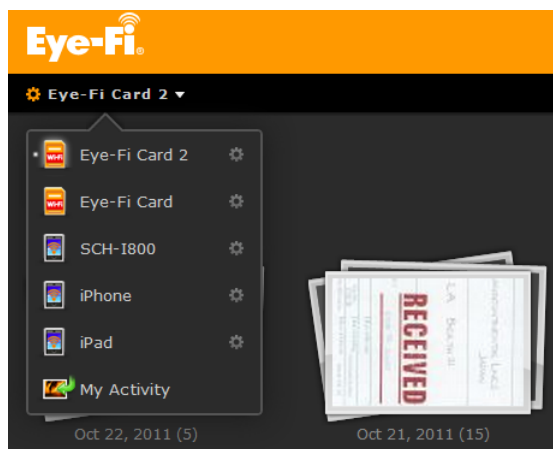 Eye-Fi®
Eye-Fi Card 2
Eye-Fi Card 2
Eye-Fi Card
SCH-I800
iPhone
iPad
My Activity
RECEIVED
LA
Oct 22, 2011 (5)
Oct 21, 2011 (15)